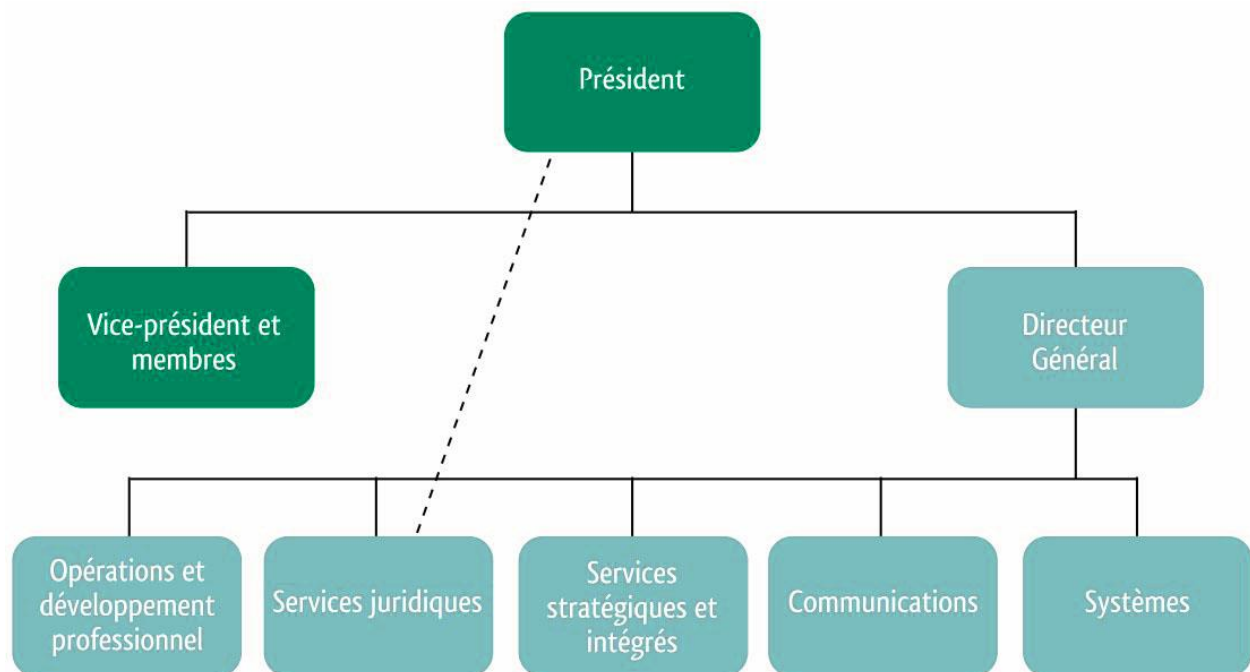 Président
Vice-président et
membres
Directeur
Général
Opérations et
développement
professionnel
Services juridiques
Services
stratégiques et
intégrés
Communications
Systèmes